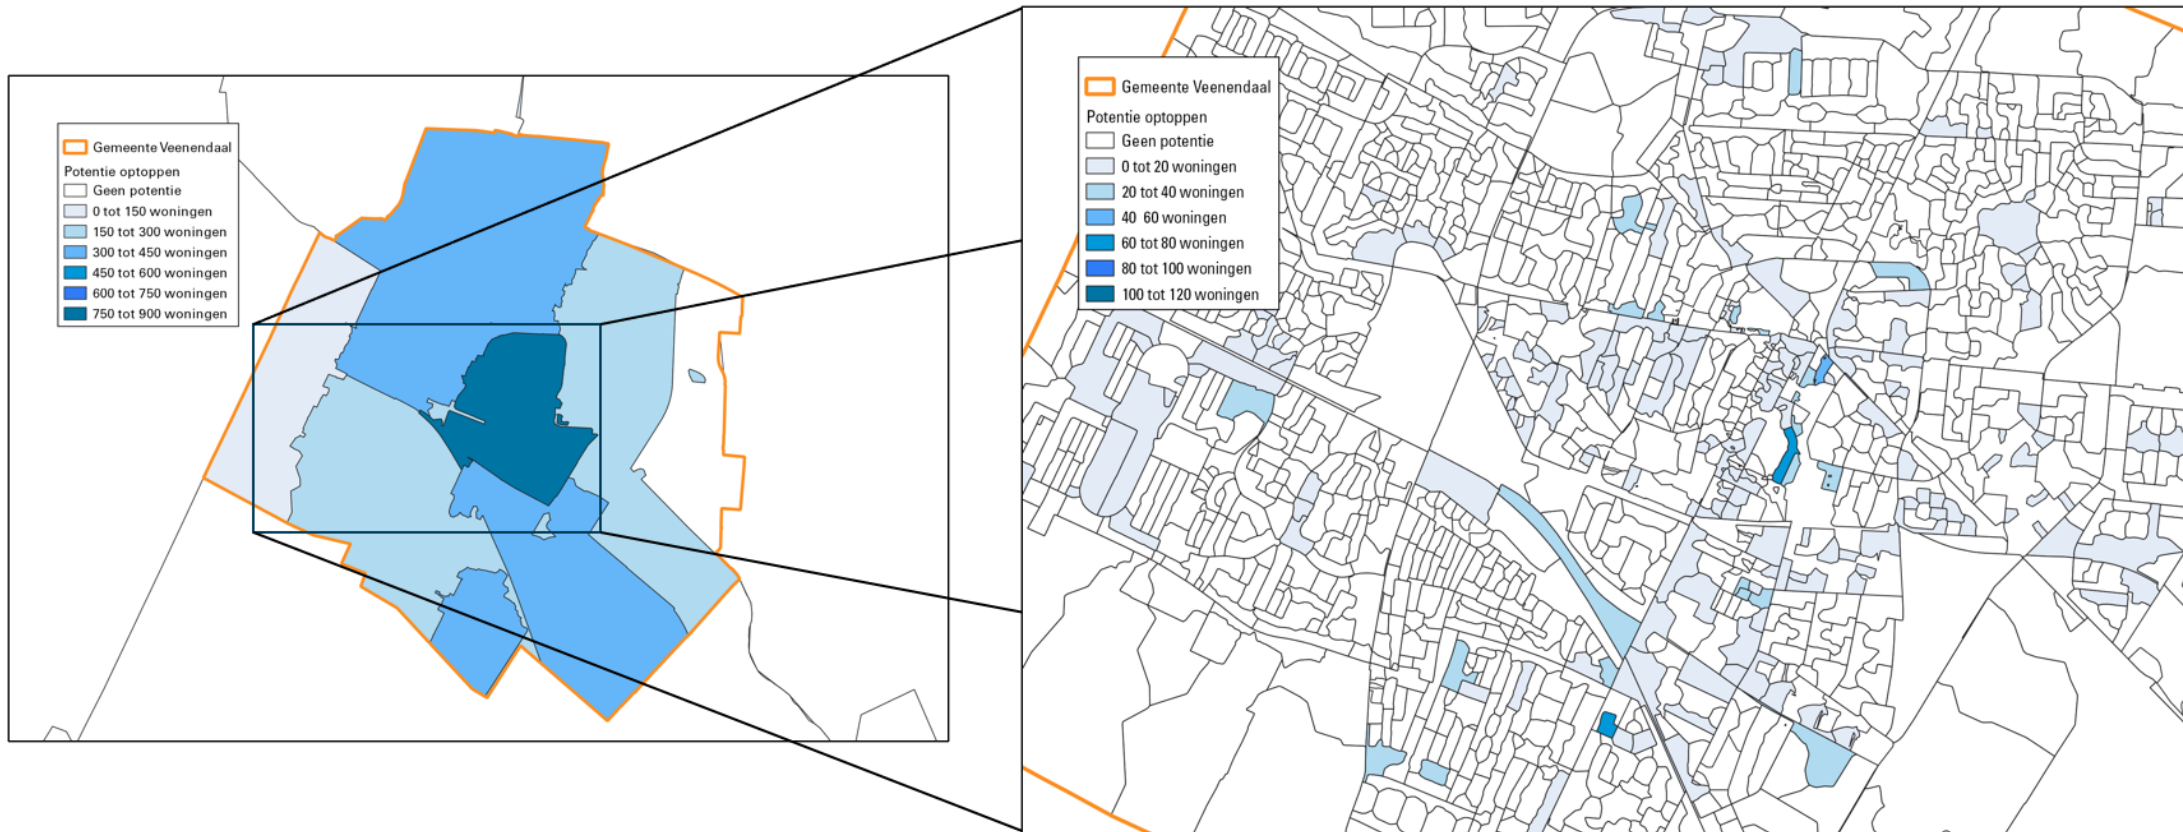 Gemeente Veenendaal
Potentie optoppen
Geen potentie
0 tot 150 woningen
150 tot 300 woningen
300 tot 450 woningen
450 tot 600 woningen
600 tot 750 woningen
750 tot 900 woningen
Gemeente Veenendaal
Potentie optoppen
Geen potentie
0 tot 20 woningen
20 tot 40 woningen
40 60 woningen
60 tot 80 woningen
80 tot 100 woningen
100 tot 120 woningen